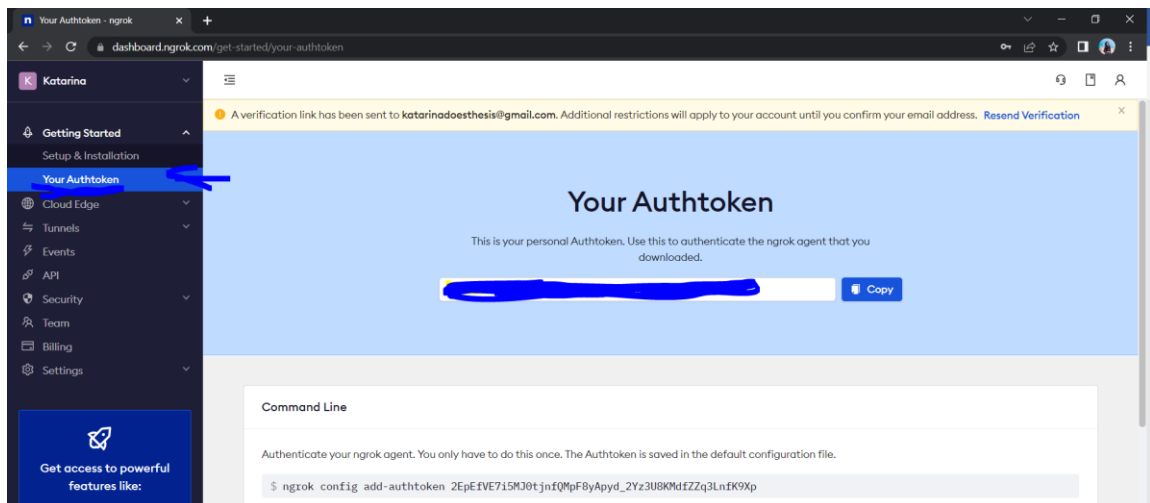 Your Authtoken - ngrok
dashboard.ngrok.com/get-started/your-authtoken
K Katarina
A verification link has been sent to katarinadoesthesis@gmail.com. Additional restrictions will apply to your account until you confirm your email address. Resend Verification
Getting Started
Setup & Installation
Your Authtoken
Cloud Edge
Tunnels
Events
API
Security
Team
Billing
Settings
Get access to powerful
features like:
Your Authtoken
This is your personal Authtoken. Use this to authenticate the ngrok agent that you
downloaded.
Copy
Command Line
Authenticate your ngrok agent. You only have to do this once. The Authtoken is saved in the default configuration file.
$ ngrok config add-authtoken 2EpEfVE7i5MJ0tjnfQMpF8yApyd_2Yz3U8KMdfZZq3LnfK9Xp